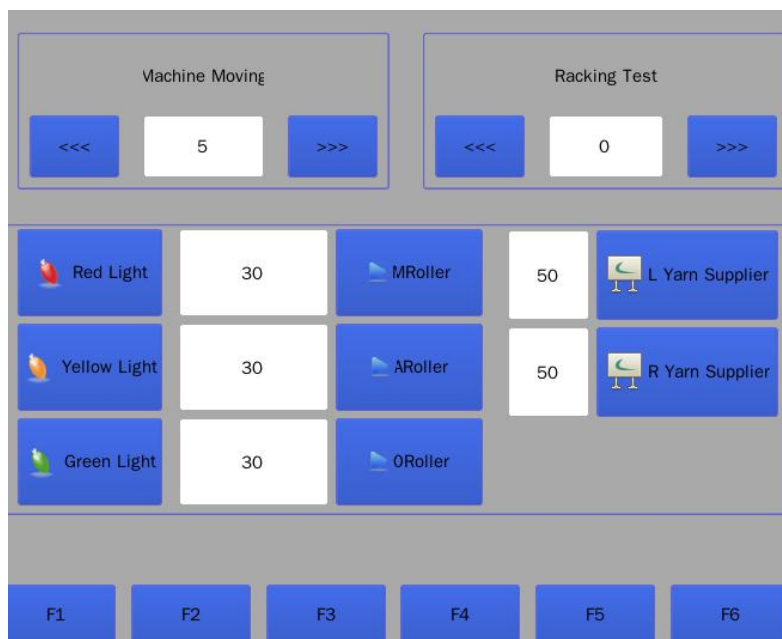 Machine Moving
Racking Test
<<< 5 >>>
<<< 0 >>>
Red Light 30 MRoller 50 L Yarn Supplier
Yellow Light 30 ARoller 50 R Yarn Supplier
Green Light 30 0Roller
F1 F2 F3 F4 F5 F6